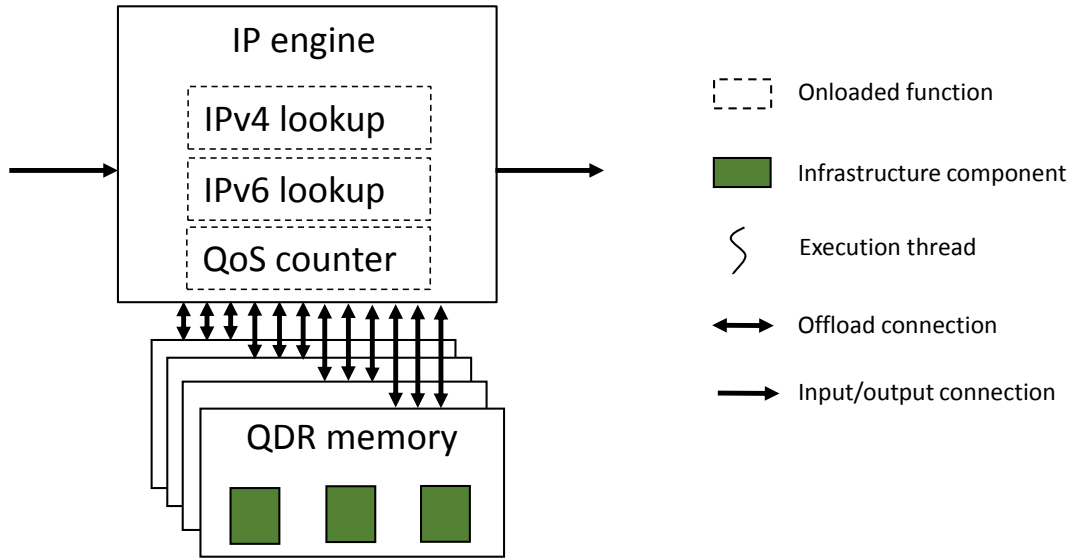 IP engine
IPv4 lookup
IPv6 lookup
QoS counter
QDR memory
Onloaded function
Infrastructure component
Execution thread
Offload connection
Input/output connection